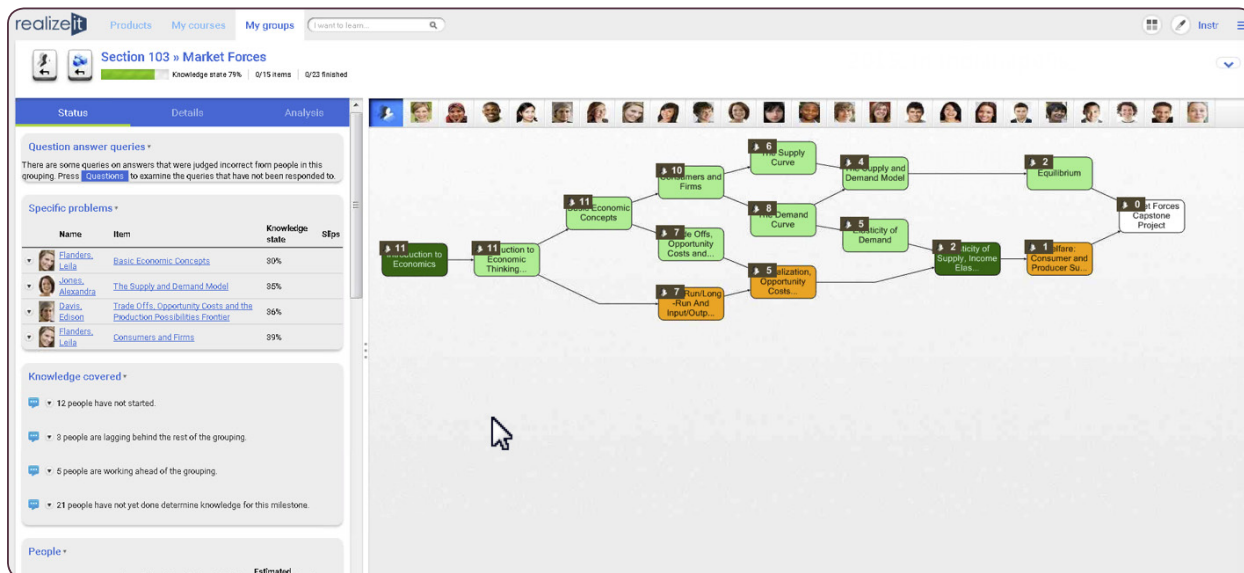 realizeit
Products
My courses
My groups
I want to learn...
Instr
Section 103 » Market Forces
Knowledge state 79%
0/15 items
0/23 finished
Status
Details
Analysis
Question answer queries
There are some queries on answers that were judged incorrect from people in this
grouping. Press Questions to examine the queries that have not been responded to.
Specific problems
Name
Item
Knowledge
state
Slips
Flanders,
Leila
Basic Economic Concepts
30%
Jones,
Alexandra
The Supply and Demand Model
35%
Davis,
Edison
Trade Offs, Opportunity Costs and the
Production Possibilities Frontier
36%
Flanders,
Leila
Consumers and Firms
39%
Knowledge covered
12 people have not started.
3 people are lagging behind the rest of the grouping.
5 people are working ahead of the grouping.
21 people have not yet done determine knowledge for this milestone.
People
Estimated
11
Introduction to
Economics
11
Economic
Thinking...
11
Economic
Concepts
10
and
Firms
7
Offs,
Opportunity
Costs and...
7
Run/Long
-Run And
Input/Outp...
6
Supply
Curve
8
Demand
Curve
5
Opportunity
Costs...
4
Supply and
Demand Model
5
of
Demand
2
of
Supply, Income
Elas...
2
Equilibrium
1
Consumer and
Producer Su...
0
Forces
Capstone
Project